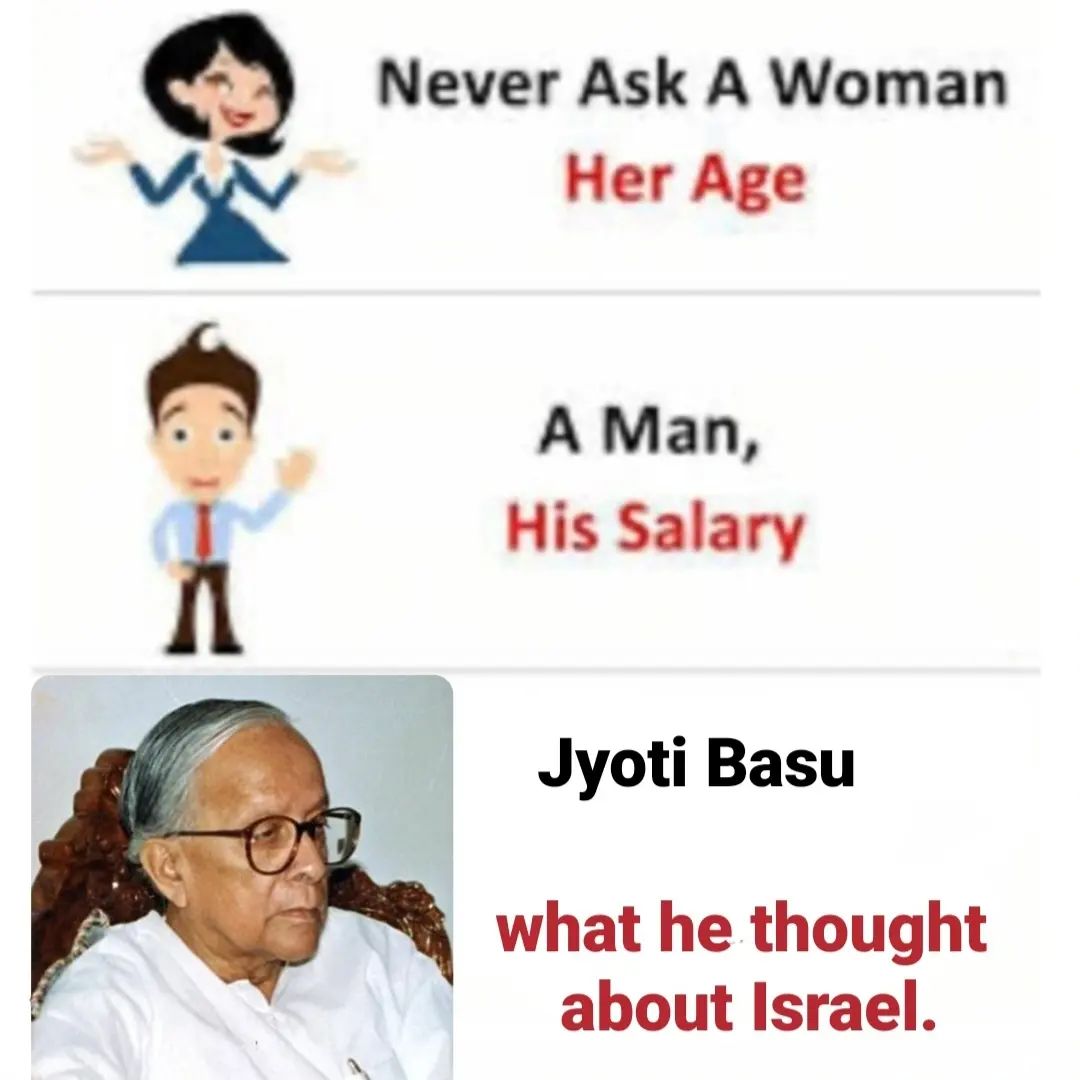 Never Ask A Woman
Her Age
A Man,
His Salary
Jyoti Basu
what he thought
about Israel.